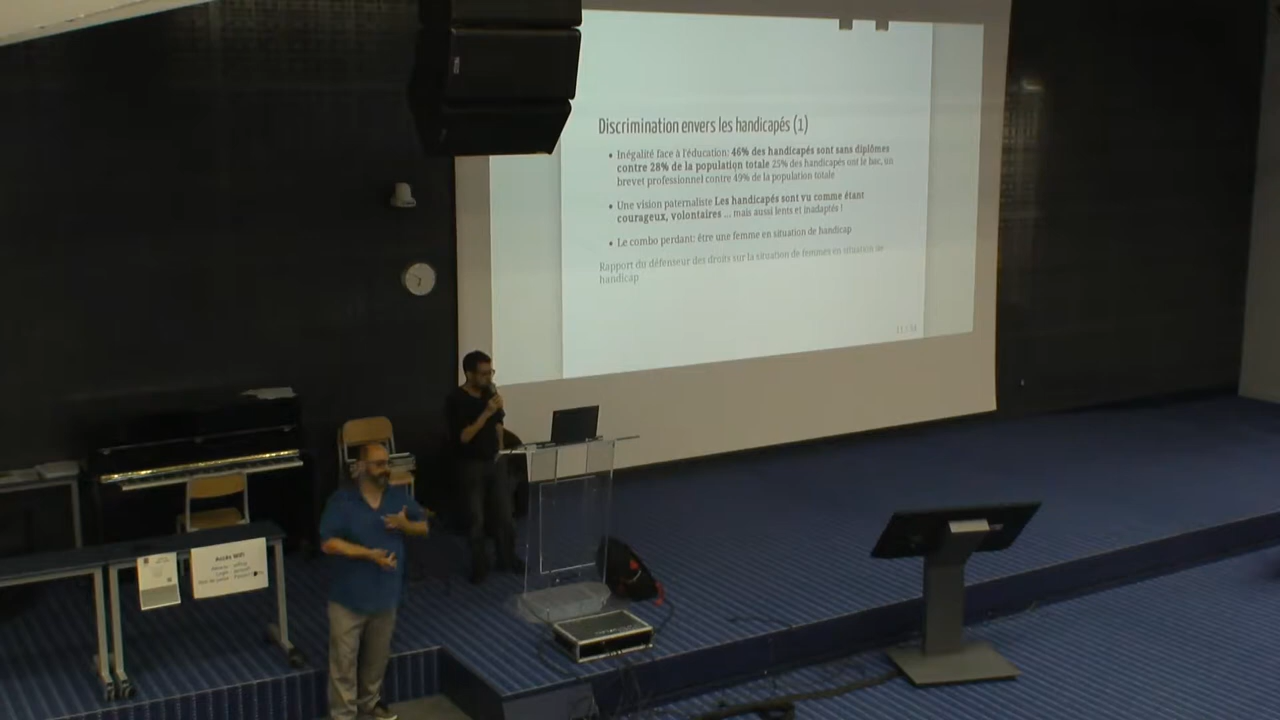 Discrimination envers les handicapés (1)
• Inégalité face à l'éducation: 46% des handicapés sont sans diplômes
contre 28% de la population totale 25% des handicapés ont le bac, un
brevet professionnel contre 49% de la population totale
• Une vision paternaliste Les handicapés sont vu comme étant
courageux, volontaires ... mais aussi lents et inadaptés !
• Le combo perdant: être une femme en situation de handicap
Rapport du défenseur des droits sur la situation de femmes en situation de
handicap
Accès Wifi